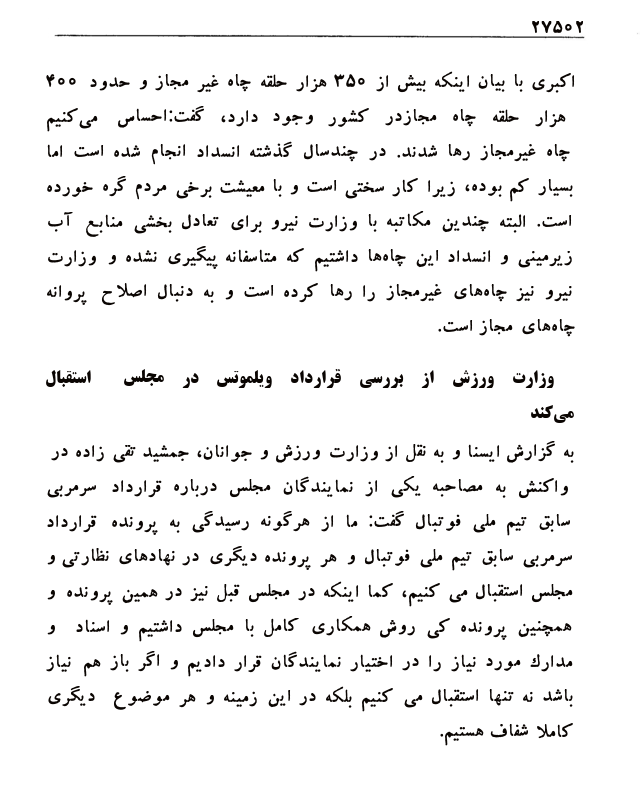 ۲۷۵۰۲
اکبری با بیان اینکه بیش از ۳۵۰ هزار حلقه چاه غیر مجاز و حدود ۴۰۰
هزار حلقه چاه مجازدر کشور وجود دارد، گفت:احساس می‌کنیم
چاه غیرمجاز رها شدند. در چندسال گذشته انسداد انجام شده است اما
بسیار کم بوده، زیرا کار سختی است و با معیشت برخی مردم گره خورده
است. البته چندین مکاتبه با وزارت نیرو برای تعادل بخشی منابع آب
زیرمینی و انسداد این چاه‌ها داشتیم که متاسفانه پیگیری نشده و وزارت
نیرو نیز چاه‌های غیرمجاز را رها کرده است و به دنبال اصلاح پروانه
چاه‌های مجاز است.
وزارت ورزش از بررسی قرارداد ویلموتس در مجلس استقبال
می‌کند
به گزارش ایسنا و به نقل از وزارت ورزش و جوانان، جمشید تقی زاده در
واکنش به مصاحبه یکی از نمایندگان مجلس درباره قرارداد سرمربی
سابق تیم ملی فوتبال گفت: ما از هرگونه رسیدگی به پرونده قرارداد
سرمربی سابق تیم ملی فوتبال و هر پرونده دیگری در نهادهای نظارتی و
مجلس استقبال می کنیم، کما اینکه در مجلس قبل نیز در همین پرونده و
همچنین پرونده کی روش همکاری کامل با مجلس داشتیم و اسناد و
مدارك مورد نیاز را در اختیار نمایندگان قرار دادیم و اگر باز هم نیاز
باشد نه تنها استقبال می کنیم بلکه در این زمینه و هر موضوع دیگری
کاملا شفاف هستیم.